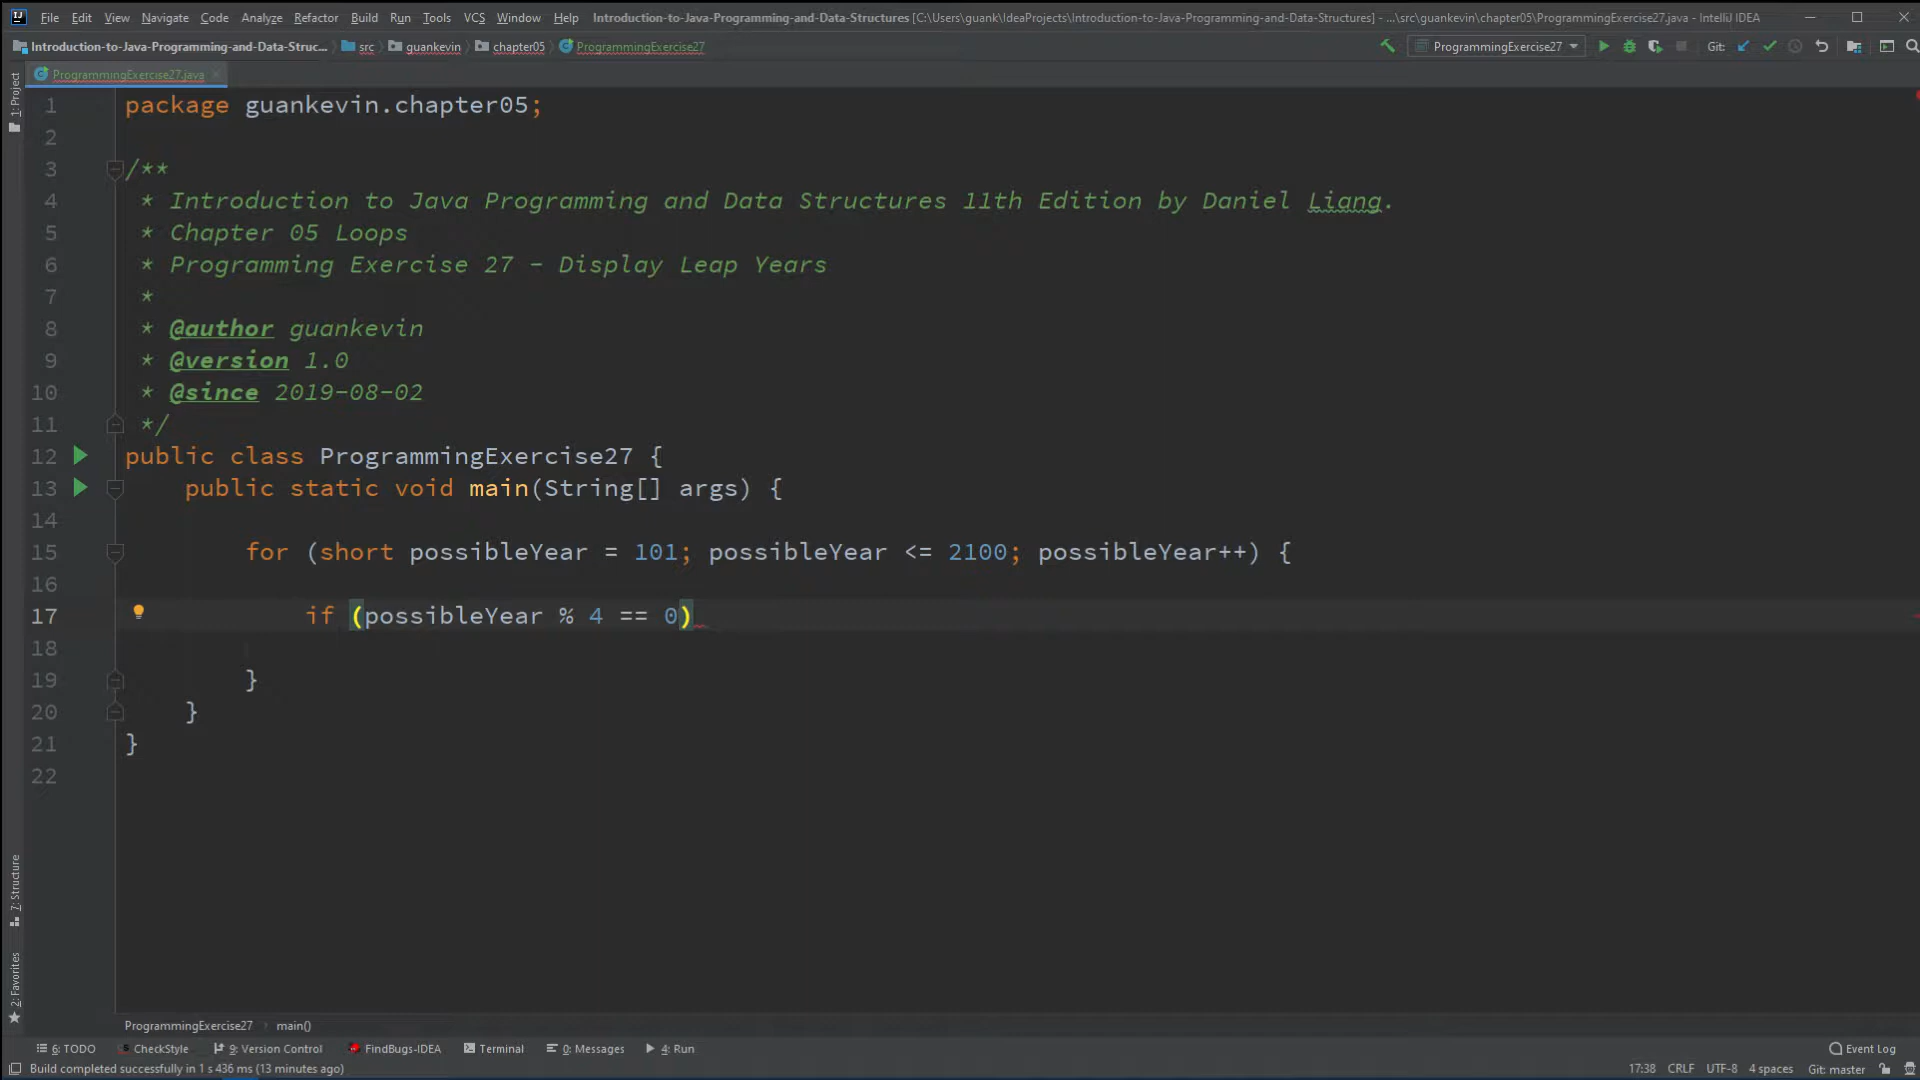 File Edit View Navigate Code Analyze Refactor Build Run Tools VCS Window Help Introduction-to-Java-Programming-and-Data-Structures [C:\Users\guank\IdeaProjects\Introduction-to-Java-Programming-and-Data-Structures] - ...\src\guankevin\chapter05\ProgrammingExercise27.java - IntelliJ IDEA
Introduction-to-Java-Programming-and-Data-Struc... src guankevin chapter05 ProgrammingExercise27 ProgrammingExercise27 Git:
ProgrammingExercise27.java
1: Project
1 package guankevin.chapter05;
2
3 /**
4 * Introduction to Java Programming and Data Structures 11th Edition by Daniel Liang.
5 * Chapter 05 Loops
6 * Programming Exercise 27 - Display Leap Years
7 *
8 * @author guankevin
9 * @version 1.0
10 * @since 2019-08-02
11 */
12 public class ProgrammingExercise27 {
13 public static void main(String[] args) {
14
15 for (short possibleYear = 101; possibleYear <= 2100; possibleYear++) {
16
17 if (possibleYear % 4 == 0)
18
19 }
20 }
21 }
22
7: Structure
2: Favorites
ProgrammingExercise27 › main()
6: TODO CheckStyle 9: Version Control FindBugs-IDEA Terminal 0: Messages 4: Run Event Log
Build completed successfully in 1 s 436 ms (13 minutes ago) 17:38 CRLF UTF-8 4 spaces Git: master